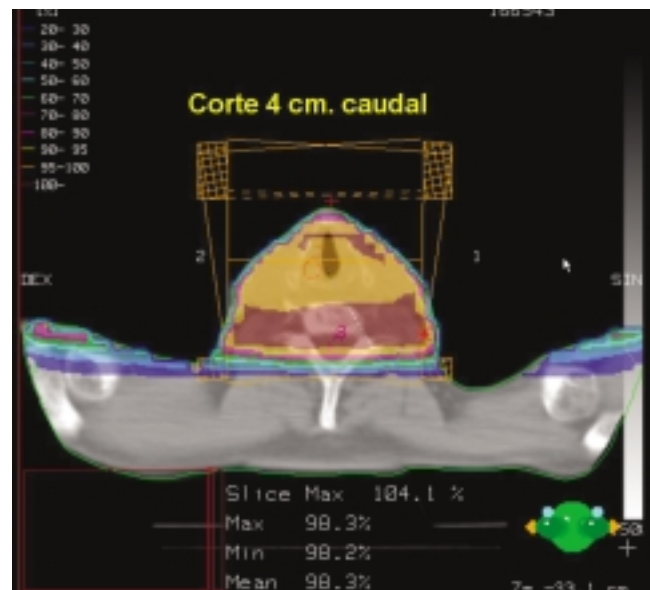 20- 30
30- 40
40- 50
50- 60
60- 70
70- 80
80- 90
90- 95
95-100
100-
Corte 4 cm. caudal
2
1
DEX
SIN
3
Slice Max 104.1 %
Max 98.3%
Min 98.2%
Mean 98.3%